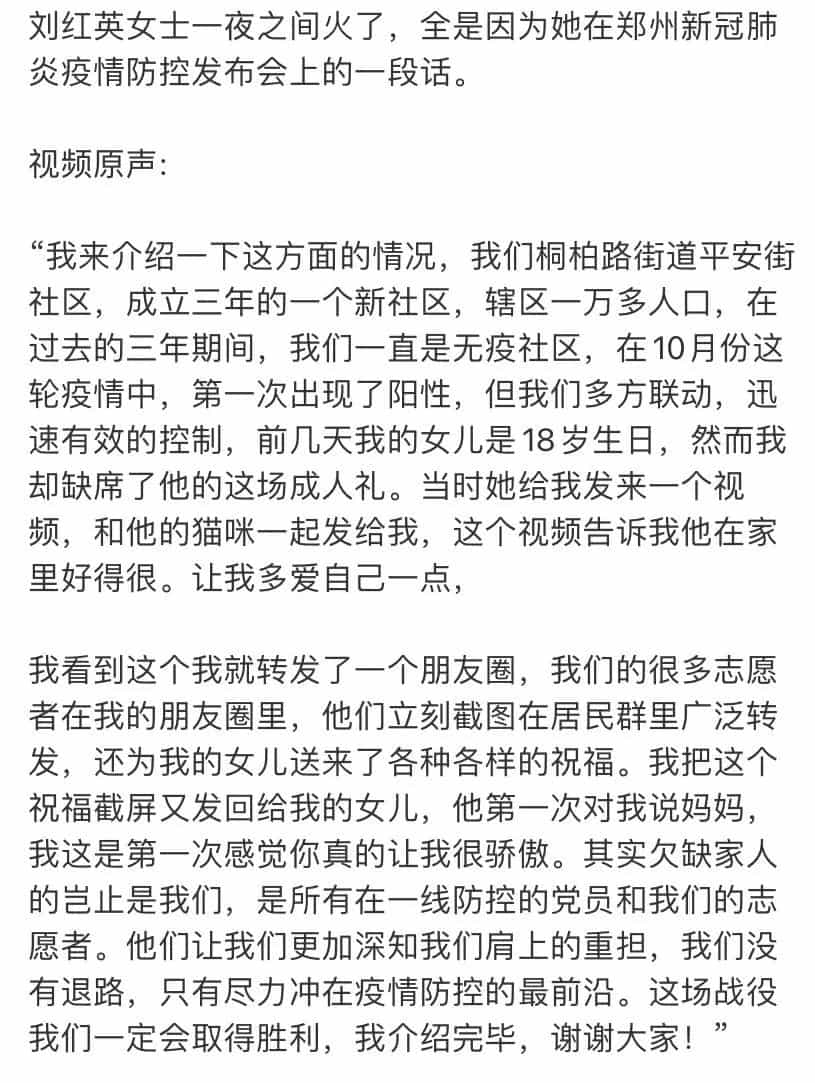 刘红英女士一夜之间火了，全是因为她在郑州新冠肺
炎疫情防控发布会上的一段话。
视频原声：
“我来介绍一下这方面的情况，我们桐柏路街道平安街
社区，成立三年的一个新社区，辖区一万多人口，在
过去的三年期间，我们一直是无疫社区，在10月份这
轮疫情中，第一次出现了阳性，但我们多方联动，迅
速有效的控制，前几天我的女儿是18岁生日，然而我
却缺席了他的这场成人礼。当时她给我发来一个视
频，和他的猫咪一起发给我，这个视频告诉我他在家
里好得很。让我多爱自己一点，
我看到这个我就转发了一个朋友圈，我们的很多志愿
者在我的朋友圈里，他们立刻截图在居民群里广泛转
发，还为我的女儿送来了各种各样的祝福。我把这个
祝福截屏又发回给我的女儿，他第一次对我说妈妈，
我这是第一次感觉你真的让我很骄傲。其实欠缺家人
的岂止是我们，是所有在一线防控的党员和我们的志
愿者。他们让我们更加深知我们肩上的重担，我们没
有退路，只有尽力冲在疫情防控的最前沿。这场战役
我们一定会取得胜利，我介绍完毕，谢谢大家！”